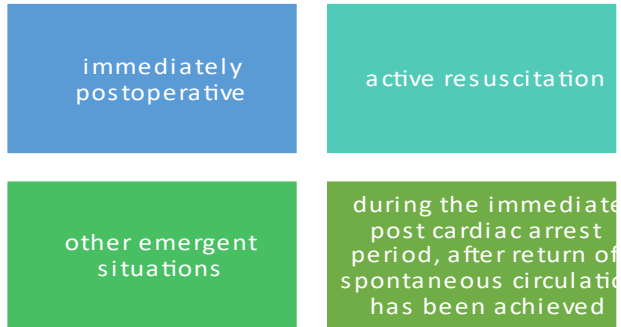 immediately
postoperative
active resuscitation
other emergent
situations
during the immediate
post cardiac arrest
period, after return of
spontaneous circulation
has been achieved